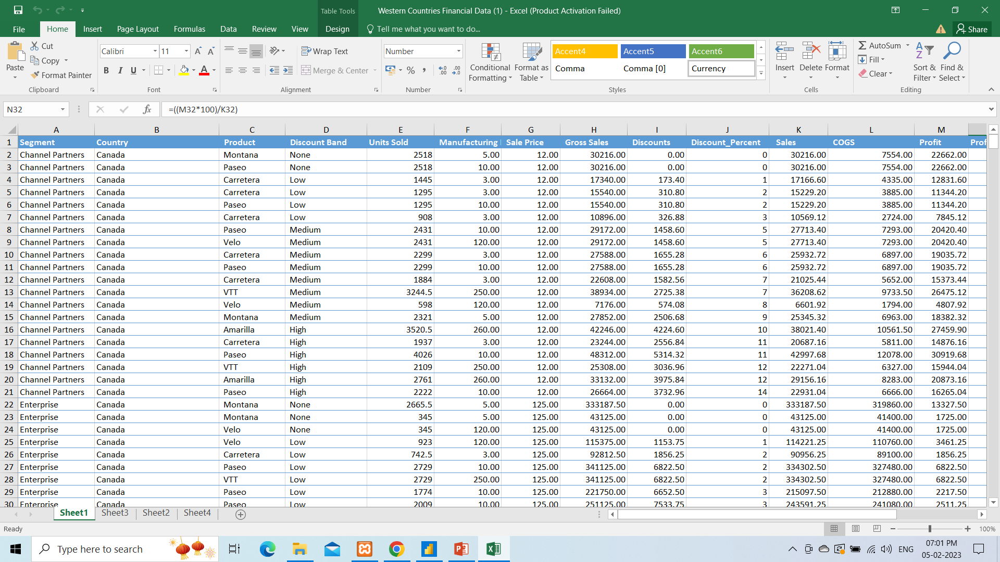 Table Tools
Western Countries Financial Data (1) - Excel (Product Activation Failed)
File Home Insert Page Layout Formulas Data Review View Design Tell me what you want to do... Share
Paste Cut Copy Format Painter Clipboard
Calibri 11 B I U A Font
Wrap Text Merge & Center Alignment
Number % Number
Conditional Formatting Format as Table
Accent4 Accent5 Accent6
Comma Comma [0] Currency
Styles
Insert Delete Format Cells
AutoSum Fill Clear Sort & Filter Find & Select Editing
N32 fx =((M32*100)/K32)
A B C D E F G H I J K L M
1 Segment Country Product Discount Band Units Sold Manufacturing Sale Price Gross Sales Discounts Discount_Percent Sales COGS Profit Prof
2 Channel Partners Canada Montana None 2518 5.00 12.00 30216.00 0.00 0 30216.00 7554.00 22662.00
3 Channel Partners Canada Paseo None 2518 10.00 12.00 30216.00 0.00 0 30216.00 7554.00 22662.00
4 Channel Partners Canada Carretera Low 1445 3.00 12.00 17340.00 173.40 1 17166.60 4335.00 12831.60
5 Channel Partners Canada Carretera Low 1295 3.00 12.00 15540.00 310.80 2 15229.20 3885.00 11344.20
6 Channel Partners Canada Paseo Low 1295 10.00 12.00 15540.00 310.80 2 15229.20 3885.00 11344.20
7 Channel Partners Canada Carretera Low 908 3.00 12.00 10896.00 326.88 3 10569.12 2724.00 7845.12
8 Channel Partners Canada Paseo Medium 2431 10.00 12.00 29172.00 1458.60 5 27713.40 7293.00 20420.40
9 Channel Partners Canada Velo Medium 2431 120.00 12.00 29172.00 1458.60 5 27713.40 7293.00 20420.40
10 Channel Partners Canada Carretera Medium 2299 3.00 12.00 27588.00 1655.28 6 25932.72 6897.00 19035.72
11 Channel Partners Canada Paseo Medium 2299 10.00 12.00 27588.00 1655.28 6 25932.72 6897.00 19035.72
12 Channel Partners Canada Carretera Medium 1884 3.00 12.00 22608.00 1582.56 7 21025.44 5652.00 15373.44
13 Channel Partners Canada VTT Medium 3244.5 250.00 12.00 38934.00 2725.38 7 36208.62 9733.50 26475.12
14 Channel Partners Canada Velo Medium 598 120.00 12.00 7176.00 574.08 8 6601.92 1794.00 4807.92
15 Channel Partners Canada Montana Medium 2321 5.00 12.00 27852.00 2506.68 9 25345.32 6963.00 18382.32
16 Channel Partners Canada Amarilla High 3520.5 260.00 12.00 42246.00 4224.60 10 38021.40 10561.50 27459.90
17 Channel Partners Canada Carretera High 1937 3.00 12.00 23244.00 2556.84 11 20687.16 5811.00 14876.16
18 Channel Partners Canada Paseo High 4026 10.00 12.00 48312.00 5314.32 11 42997.68 12078.00 30919.68
19 Channel Partners Canada VTT High 2109 250.00 12.00 25308.00 3036.96 12 22271.04 6327.00 15944.04
20 Channel Partners Canada Amarilla High 2761 260.00 12.00 33132.00 3975.84 12 29156.16 8283.00 20873.16
21 Channel Partners Canada Paseo High 2222 10.00 12.00 26664.00 3732.96 14 22931.04 6666.00 16265.04
22 Enterprise Canada Montana None 2665.5 5.00 125.00 333187.50 0.00 0 333187.50 319860.00 13327.50
23 Enterprise Canada Montana None 345 5.00 125.00 43125.00 0.00 0 43125.00 41400.00 1725.00
24 Enterprise Canada Velo None 345 120.00 125.00 43125.00 0.00 0 43125.00 41400.00 1725.00
25 Enterprise Canada Velo Low 923 120.00 125.00 115375.00 1153.75 1 114221.25 110760.00 3461.25
26 Enterprise Canada Carretera Low 742.5 3.00 125.00 92812.50 1856.25 2 90956.25 89100.00 1856.25
27 Enterprise Canada Paseo Low 2729 10.00 125.00 341125.00 6822.50 2 334302.50 327480.00 6822.50
28 Enterprise Canada VTT Low 2729 250.00 125.00 341125.00 6822.50 2 334302.50 327480.00 6822.50
29 Enterprise Canada Paseo Low 1774 10.00 125.00 221750.00 6652.50 3 215097.50 212880.00 2217.50
30 Enterprise Canada Paseo Low 2009 10.00 125.00 251125.00 7533.75 3 243591.25 241080.00 2511.25
Sheet1 Sheet3 Sheet2 Sheet4
Ready 100%
Type here to search
ENG 07:01 PM
05-02-2023